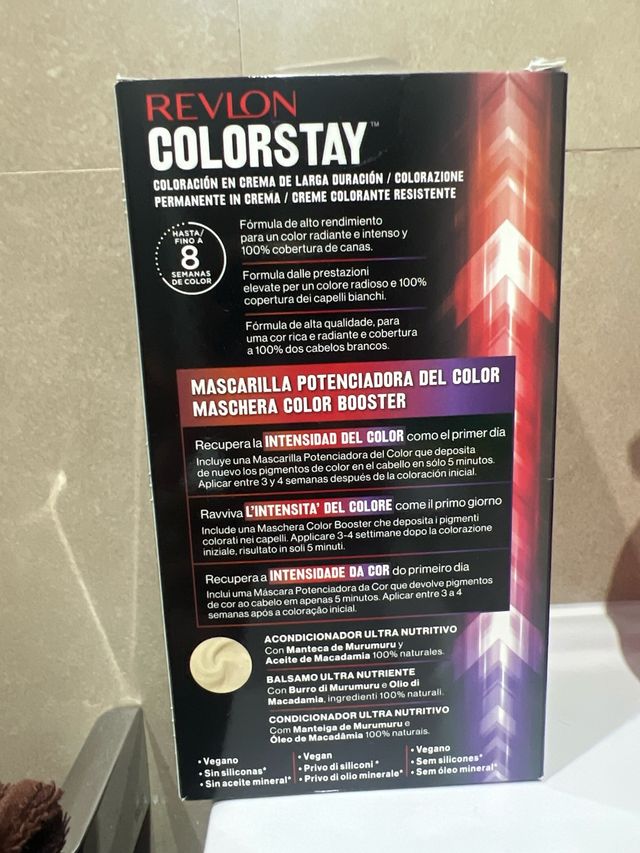 REVLON
COLORSTAY™
COLORACIÓN EN CREMA DE LARGA DURACIÓN / COLORAZIONE
PERMANENTE IN CREMA / CREME COLORANTE RESISTENTE
HASTA/
FINO A
8
SEMANAS
DE COLOR
Fórmula de alto rendimiento
para un color radiante e intenso y
100% cobertura de canas.
Formula dalle prestazioni
elevate per un colore radioso e 100%
copertura dei capelli bianchi.
Fórmula de alta qualidade, para
uma cor rica e radiante e cobertura
a 100% dos cabelos brancos.
MASCARILLA POTENCIADORA DEL COLOR
MASCHERA COLOR BOOSTER
Recupera la INTENSIDAD DEL COLOR como el primer día
Incluye una Mascarilla Potenciadora del Color que deposita
de nuevo los pigmentos de color en el cabello en sólo 5 minutos.
Aplicar entre 3 y 4 semanas después de la coloración inicial.
Ravviva L'INTENSITA' DEL COLORE come il primo giorno
Include una Maschera Color Booster che deposita i pigmenti
colorati nei capelli. Applicare 3-4 settimane dopo la colorazione
iniziale, risultato in soli 5 minuti.
Recupera a INTENSIDADE DA COR do primeiro dia
Inclui uma Máscara Potenciadora da Cor que devolve pigmentos
de cor ao cabelo em apenas 5 minutos. Aplicar entre 3 a 4
semanas após a coloração inicial.
ACONDICIONADOR ULTRA NUTRITIVO
Con Manteca de Murumuru y
Aceite de Macadamia 100% naturales.
BALSAMO ULTRA NUTRIENTE
Con Burro di Murumuru e Olio di
Macadamia, ingredienti 100% naturali.
CONDICIONADOR ULTRA NUTRITIVO
Com Manteiga de Murumuru e
Óleo de Macadâmia 100% naturais.
• Vegano
• Sin siliconas*
• Sin aceite mineral*
• Vegan
• Privo di siliconi*
• Privo di olio minerale*
• Vegano
• Sem silicones*
• Sem óleo mineral*